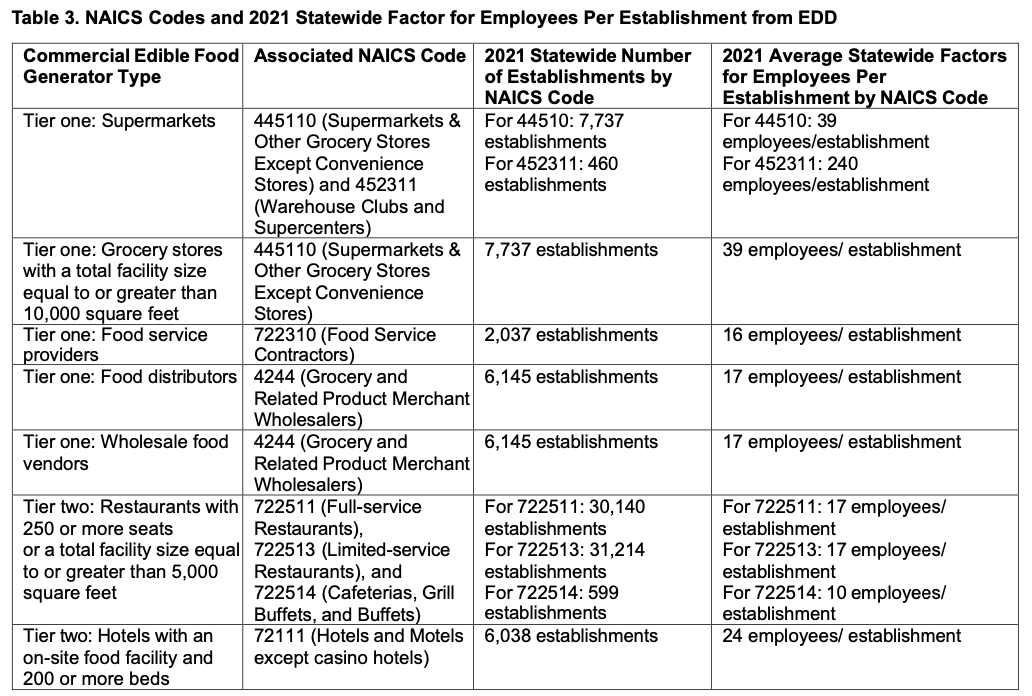 Table 3. NAICS Codes and 2021 Statewide Factor for Employees Per Establishment from EDD
Commercial Edible Food
Generator Type
Associated NAICS Code
2021 Statewide Number
of Establishments by
NAICS Code
2021 Average Statewide Factors
for Employees Per
Establishment by NAICS Code
Tier one: Supermarkets
445110 (Supermarkets &
Other Grocery Stores
Except Convenience
Stores) and 452311
(Warehouse Clubs and
Supercenters)
For 44510: 7,737
establishments
For 452311: 460
establishments
For 44510: 39
employees/establishment
For 452311: 240
employees/establishment
Tier one: Grocery stores
with a total facility size
equal to or greater than
10,000 square feet
445110 (Supermarkets &
Other Grocery Stores
Except Convenience
Stores)
7,737 establishments
39 employees/ establishment
Tier one: Food service
providers
722310 (Food Service
Contractors)
2,037 establishments
16 employees/ establishment
Tier one: Food distributors
4244 (Grocery and
Related Product Merchant
Wholesalers)
6,145 establishments
17 employees/ establishment
Tier one: Wholesale food
vendors
4244 (Grocery and
Related Product Merchant
Wholesalers)
6,145 establishments
17 employees/ establishment
Tier two: Restaurants with
250 or more seats
or a total facility size equal
to or greater than 5,000
square feet
722511 (Full-service
Restaurants),
722513 (Limited-service
Restaurants), and
722514 (Cafeterias, Grill
Buffets, and Buffets)
For 722511: 30,140
establishments
For 722513: 31,214
establishments
For 722514: 599
establishments
For 722511: 17 employees/
establishment
For 722513: 17 employees/
establishment
For 722514: 10 employees/
establishment
Tier two: Hotels with an
on-site food facility and
200 or more beds
72111 (Hotels and Motels
except casino hotels)
6,038 establishments
24 employees/ establishment